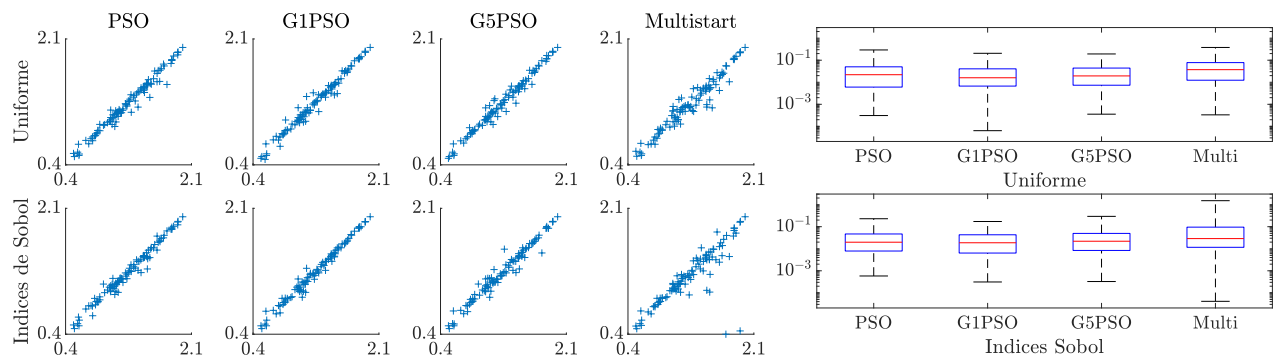 PSO G1PSO G5PSO Multistart
Uniforme
2.1 2.1 2.1 2.1
0.4 0.4 0.4 0.4
0.4 2.1 0.4 2.1 0.4 2.1 0.4 2.1
Indices de Sobol
2.1 2.1 2.1 2.1
0.4 0.4 0.4 0.4
0.4 2.1 0.4 2.1 0.4 2.1 0.4 2.1
10⁻¹
10⁻³
PSO G1PSO G5PSO Multi
Uniforme
10⁻¹
10⁻³
PSO G1PSO G5PSO Multi
Indices Sobol